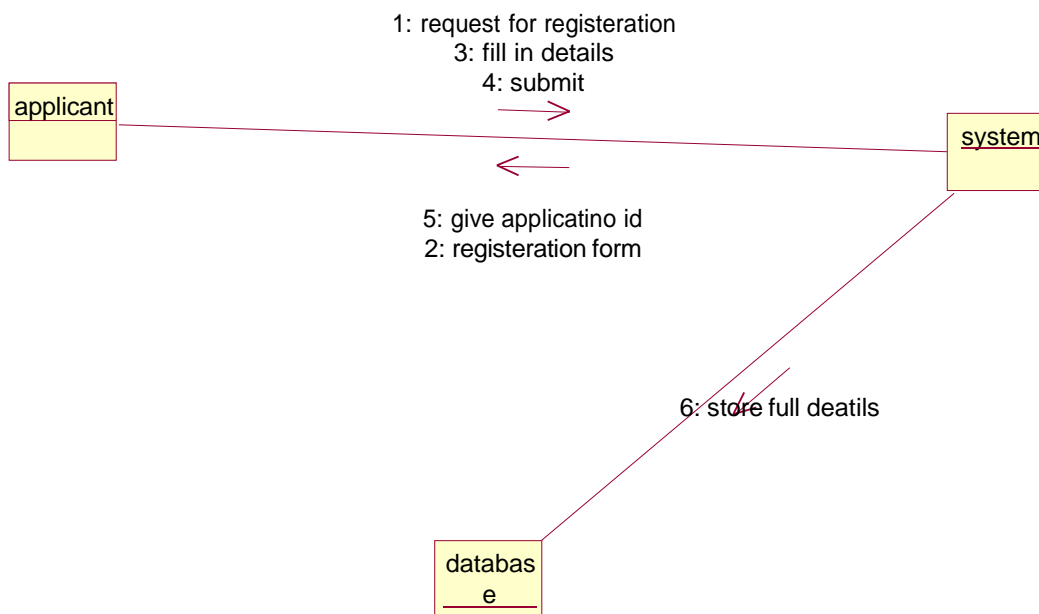 1: request for registeration
3: fill in details
4: submit
applicant
system
5: give applicatino id
2: registeration form
6: store full deatils
databas
e